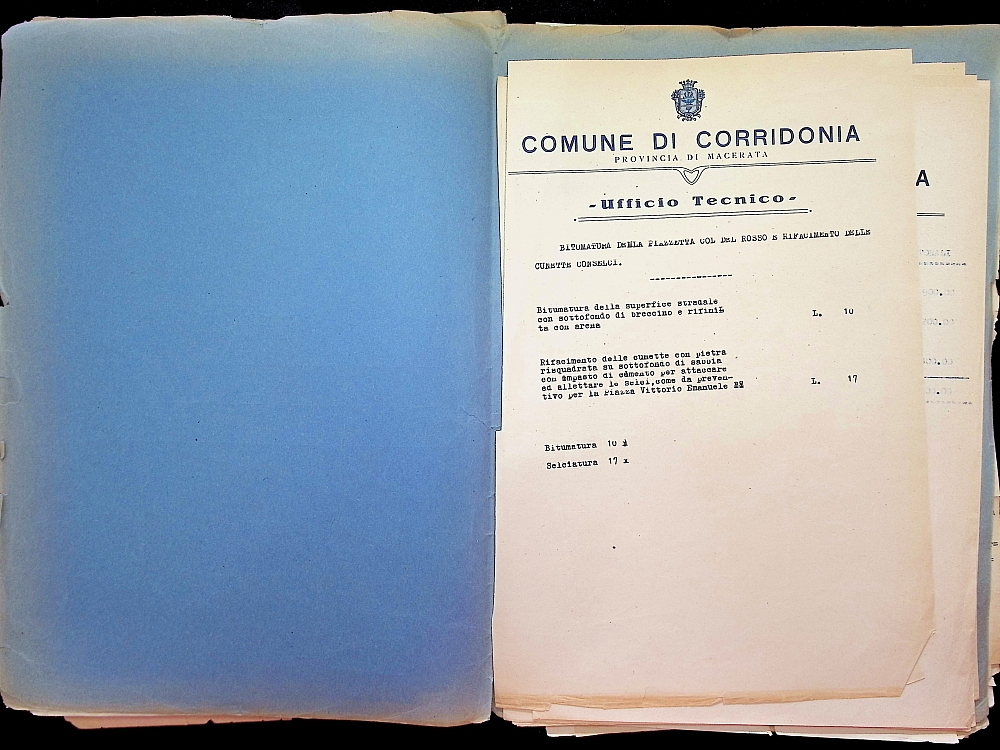 COMUNE DI CORRIDONIA
PROVINCIA DI MACERATA
-Ufficio Tecnico-
BITUMATURA DEMLA PIAZZETTA COL DEL ROSSO E RIFACIMENTO DELLE
CUNETTE CONSELCI.
----------------
Bitumatura della superfice stradale
con sottofondo di breccino e rifini
ta con arena
L. 10
Rifacimento delle cunette con pietra
risquadrata su sottofondo di sabbia
con impasto di cemento per attaccare
ed allettare le Selci,come da preven-
tivo per la Piazza Vittorio Emanuele
L. 17
Bitumatura 10
Selciatura 17 x
A